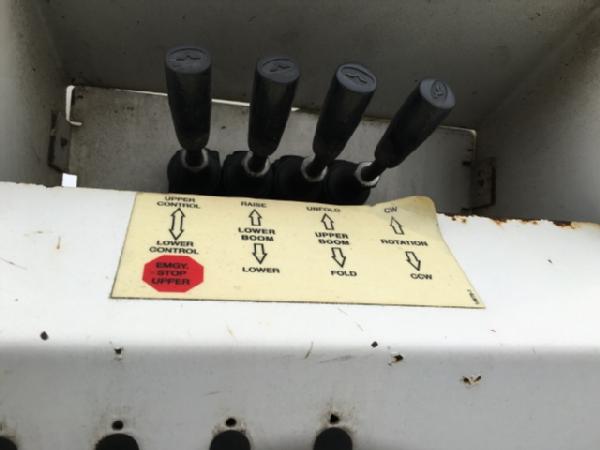 UPPER
CONTROL
LOWER
CONTROL
EMGY.
STOP
UPPER
RAISE
LOWER
BOOM
LOWER
UNFOLD
UPPER
BOOM
FOLD
CW
ROTATION
CCW